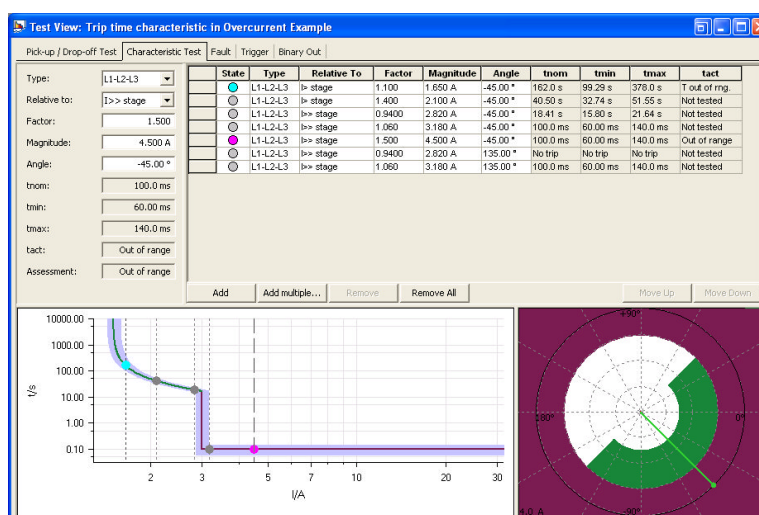 Test View: Trip time characteristic in Overcurrent Example
Pick-up / Drop-off Test Characteristic Test Fault Trigger Binary Out
Type: L1-L2-L3
Relative to: I>> stage
Factor: 1.500
Magnitude: 4.500 A
Angle: -45.00 °
tnom: 100.0 ms
tmin: 60.00 ms
tmax: 140.0 ms
tact: Out of range
Assessment: Out of range
State Type Relative To Factor Magnitude Angle tnom tmin tmax tact
L1-L2-L3 I> stage 1.100 1.650 A -45.00 ° 162.0 s 99.29 s 378.0 s T out of rng.
L1-L2-L3 I> stage 1.400 2.100 A -45.00 ° 40.50 s 32.74 s 51.55 s Not tested
L1-L2-L3 I>> stage 0.9400 2.820 A -45.00 ° 18.41 s 15.80 s 21.64 s Not tested
L1-L2-L3 I>> stage 1.060 3.180 A -45.00 ° 100.0 ms 60.00 ms 140.0 ms Not tested
L1-L2-L3 I>> stage 1.500 4.500 A -45.00 ° 100.0 ms 60.00 ms 140.0 ms Out of range
L1-L2-L3 I>> stage 0.9400 2.820 A 135.00 ° No trip No trip No trip Not tested
L1-L2-L3 I>> stage 1.060 3.180 A 135.00 ° 100.0 ms 60.00 ms 140.0 ms Not tested
Add Add multiple... Remove Remove All Move Up Move Down
10000.00
1000.00
100.00
10.00
1.00
0.10
t/s
2 3 5 6 7 10 20 30
I/A
+90°
180°
0°
-90°
4.0 A